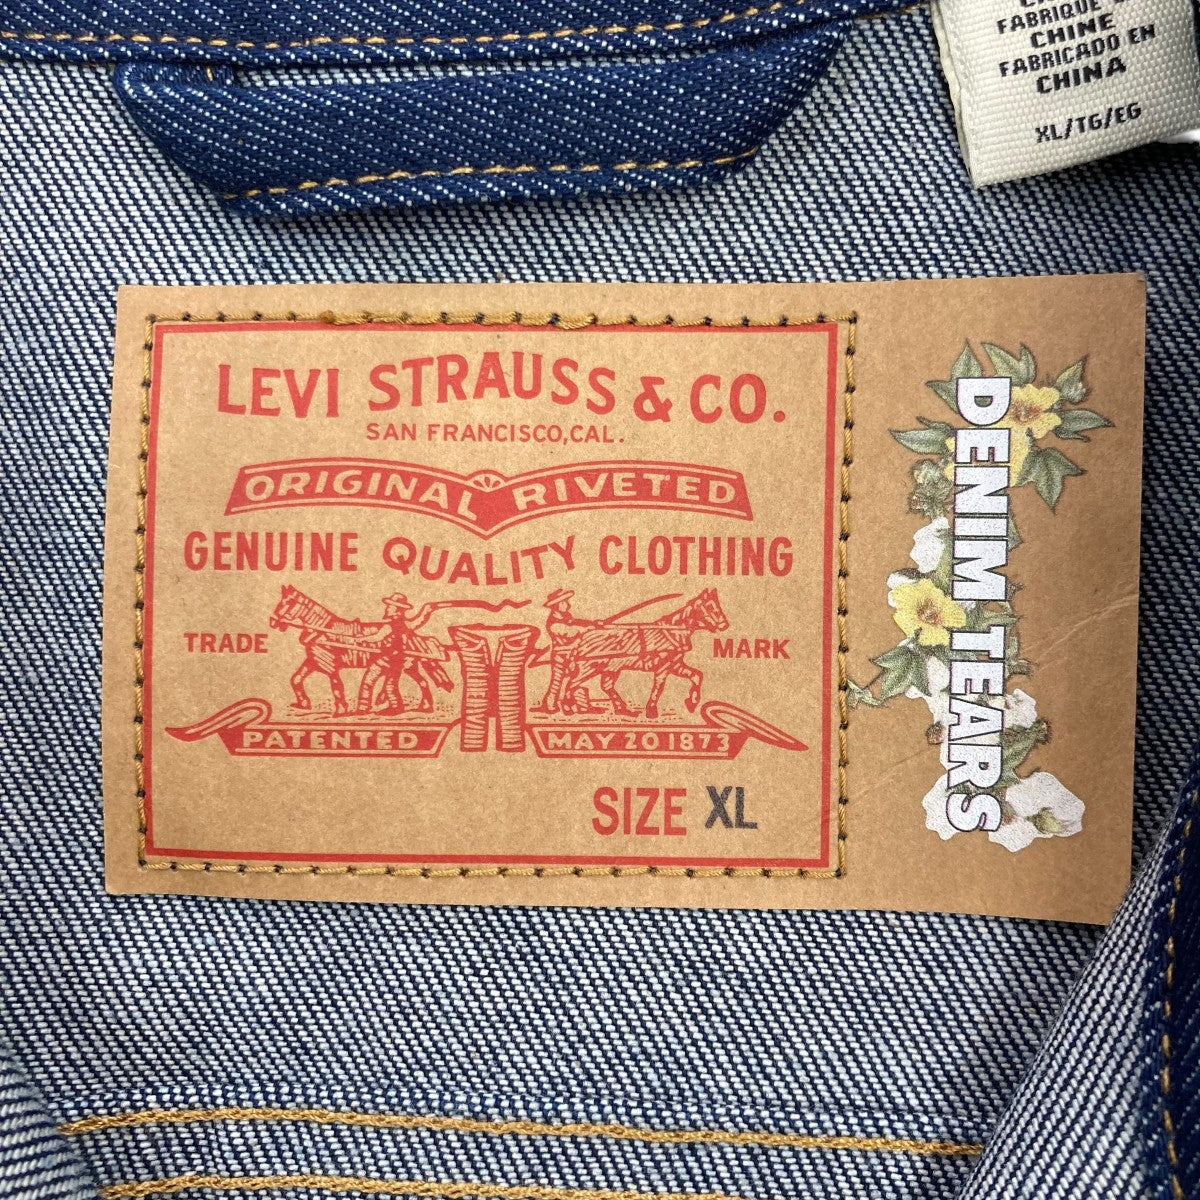 FABRIQUE
CHINE
FABRICADO EN
CHINA
XL/TG/EG
LEVI STRAUSS & CO.
SAN FRANCISCO, CAL.
ORIGINAL RIVETED
GENUINE QUALITY CLOTHING
TRADE MARK
PATENTED MAY 20 1873
SIZE XL
DENIM TEARS